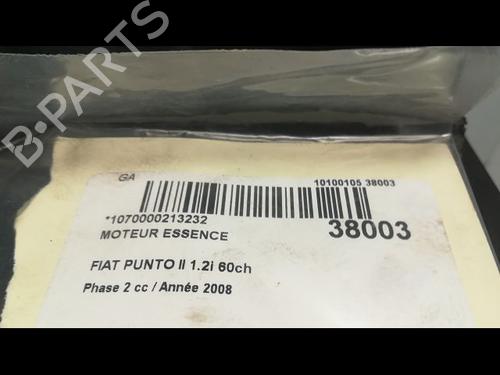 B-PARTS
GA
10100105 38003
*1070000213232
38003
MOTEUR ESSENCE
FIAT PUNTO II 1.2i 60ch
Phase 2 cc / Année 2008